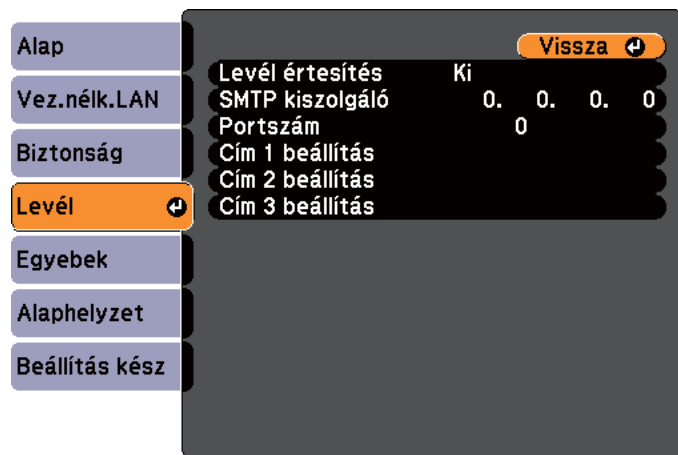 Alap
Vez.nélk.LAN
Biztonság
Levél
Egyebek
Alaphelyzet
Beállítás kész
Vissza
Levél értesítés Ki
SMTP kiszolgáló 0. 0. 0. 0
Portszám 0
Cím 1 beállítás
Cím 2 beállítás
Cím 3 beállítás